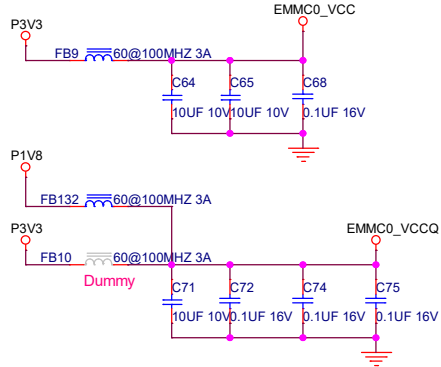 EMMC0_VCC
P3V3
FB9 60@100MHZ 3A
C64 C65 C68
10UF 10V 10UF 10V 0.1UF 16V
P1V8
FB132 60@100MHZ 3A
P3V3 EMMC0_VCCQ
FB10 60@100MHZ 3A
Dummy
C71 C72 C74 C75
10UF 10V 0.1UF 16V 0.1UF 16V 0.1UF 16V